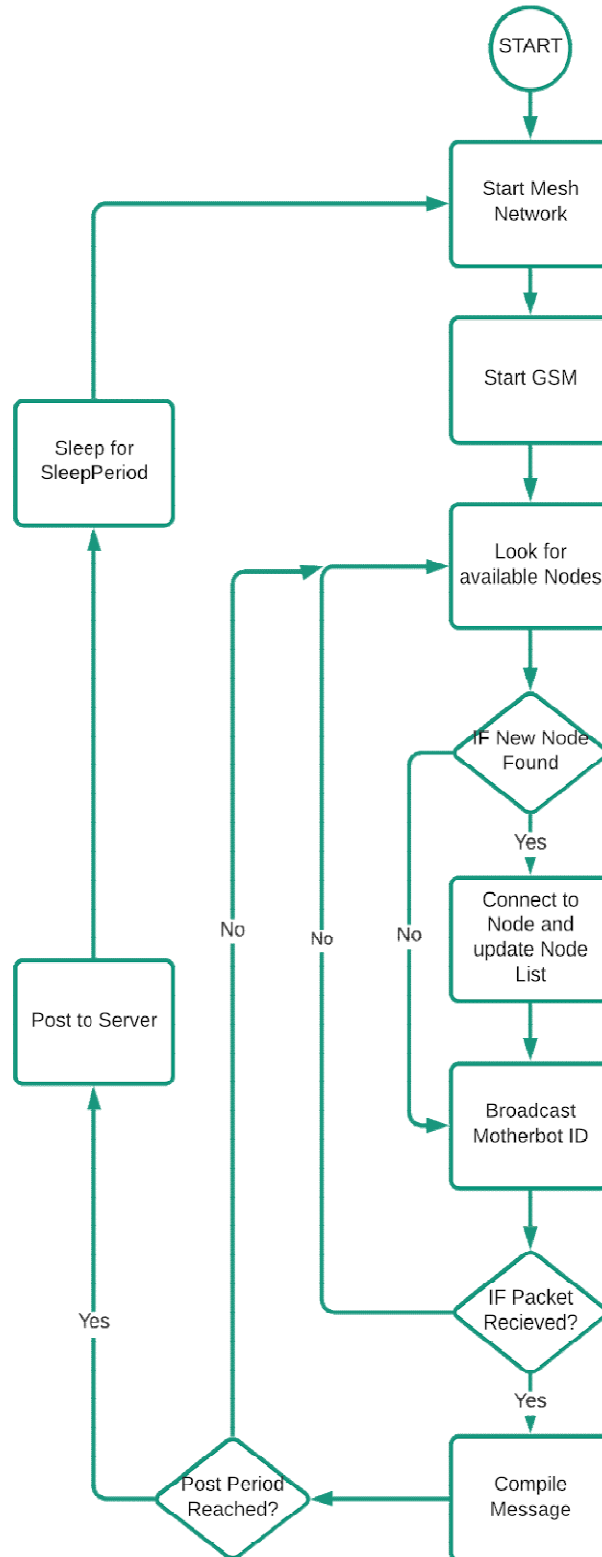 START
Start Mesh
Network
Start GSM
Sleep for
SleepPeriod
Look for
available Nodes
IF New Node
Found
Yes
Connect to
Node and
update Node
List
No
No
No
Post to Server
Broadcast
Motherbot ID
IF Packet
Recieved?
Yes
Yes
Post Period
Reached?
Compile
Message